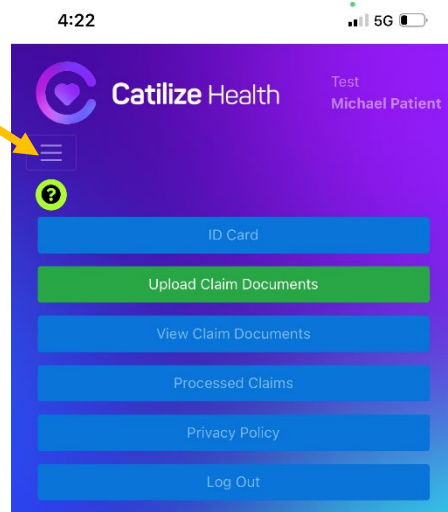 4:22
5G
Catilize Health
Test
Michael Patient
?
ID Card
Upload Claim Documents
View Claim Documents
Processed Claims
Privacy Policy
Log Out